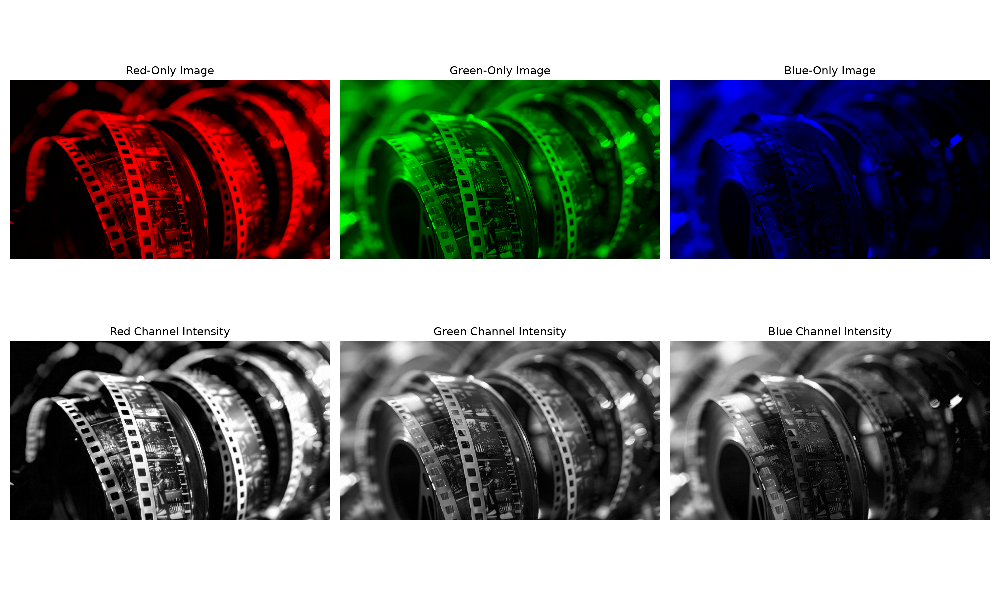 Red-Only Image
Green-Only Image
Blue-Only Image
Red Channel Intensity
Green Channel Intensity
Blue Channel Intensity